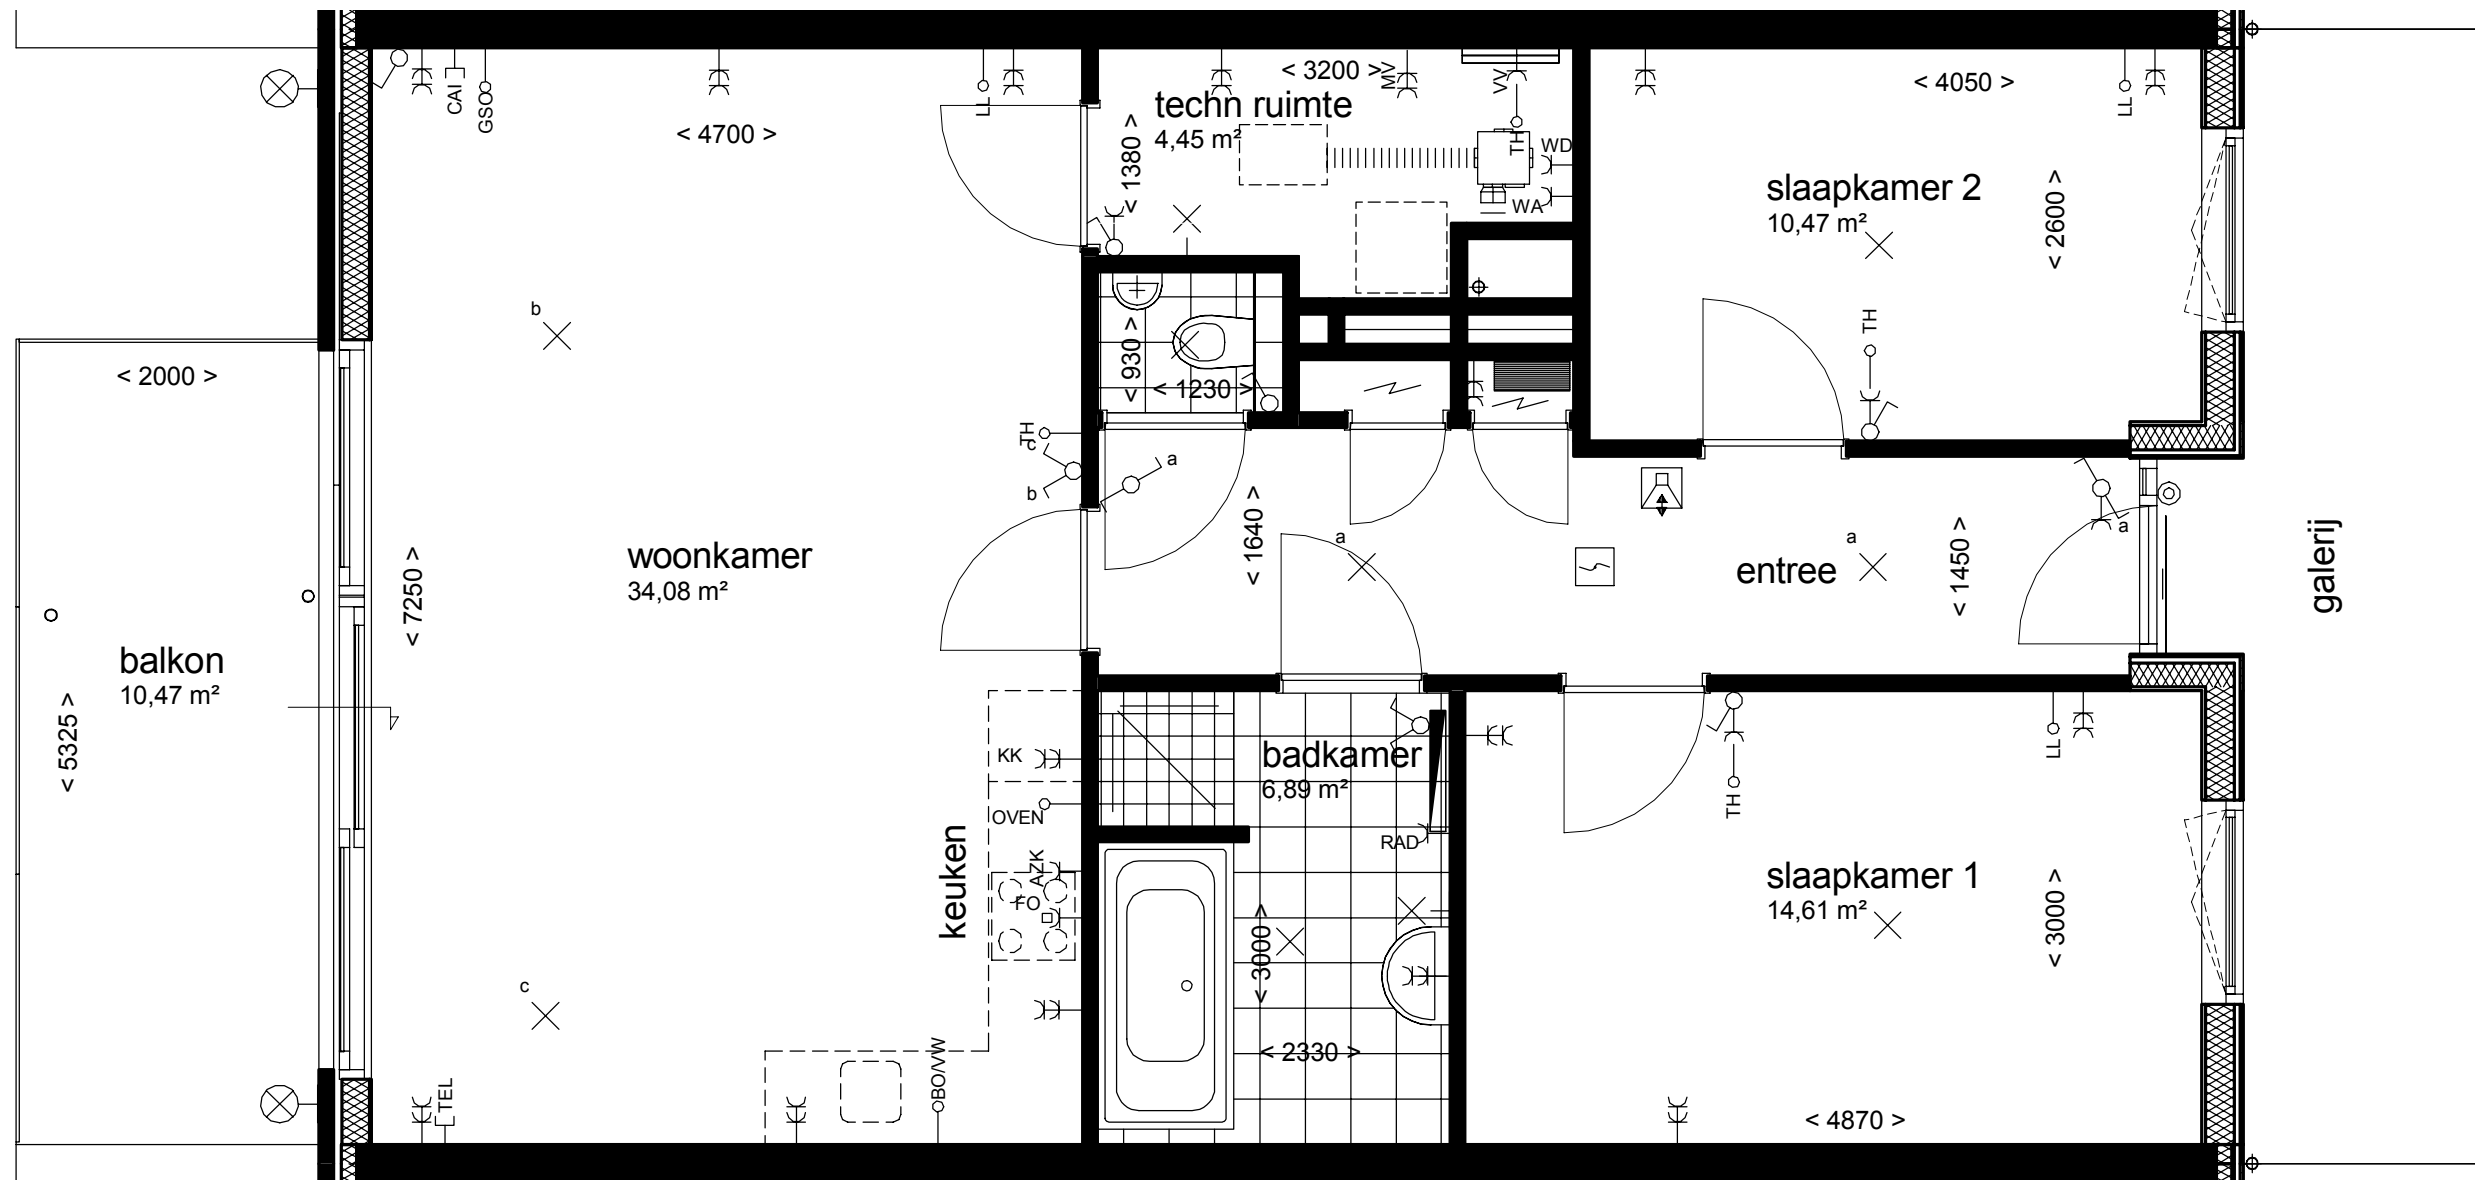 CAI
GSO
< 4700 >
LL
< 3200 >
MV
VV
techn ruimte
4,45 m²
< 1380 >
TH
WD
WA
< 4050 >
LL
slaapkamer 2
10,47 m²
< 2600 >
TH
b
< 2000 >
< 930 >
< 1230 >
TH
c
b
a
woonkamer
34,08 m²
< 7250 >
< 1640 >
a
entree
a
< 1450 >
a
galerij
balkon
10,47 m²
< 5325 >
KK
OVEN
keuken
AZK
FO
badkamer
6,89 m²
RAD
< 3000 >
< 2330 >
TH
LL
slaapkamer 1
14,61 m²
< 3000 >
< 4870 >
c
TEL
BO/VW